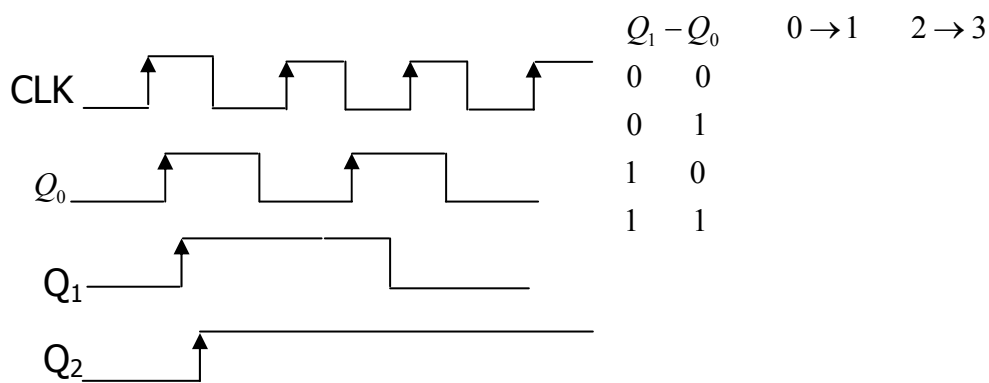 Q₁ – Q₀ 0 → 1 2 → 3
0 0
CLK
0 1
Q₀
1 0
1 1
Q₁
Q₂